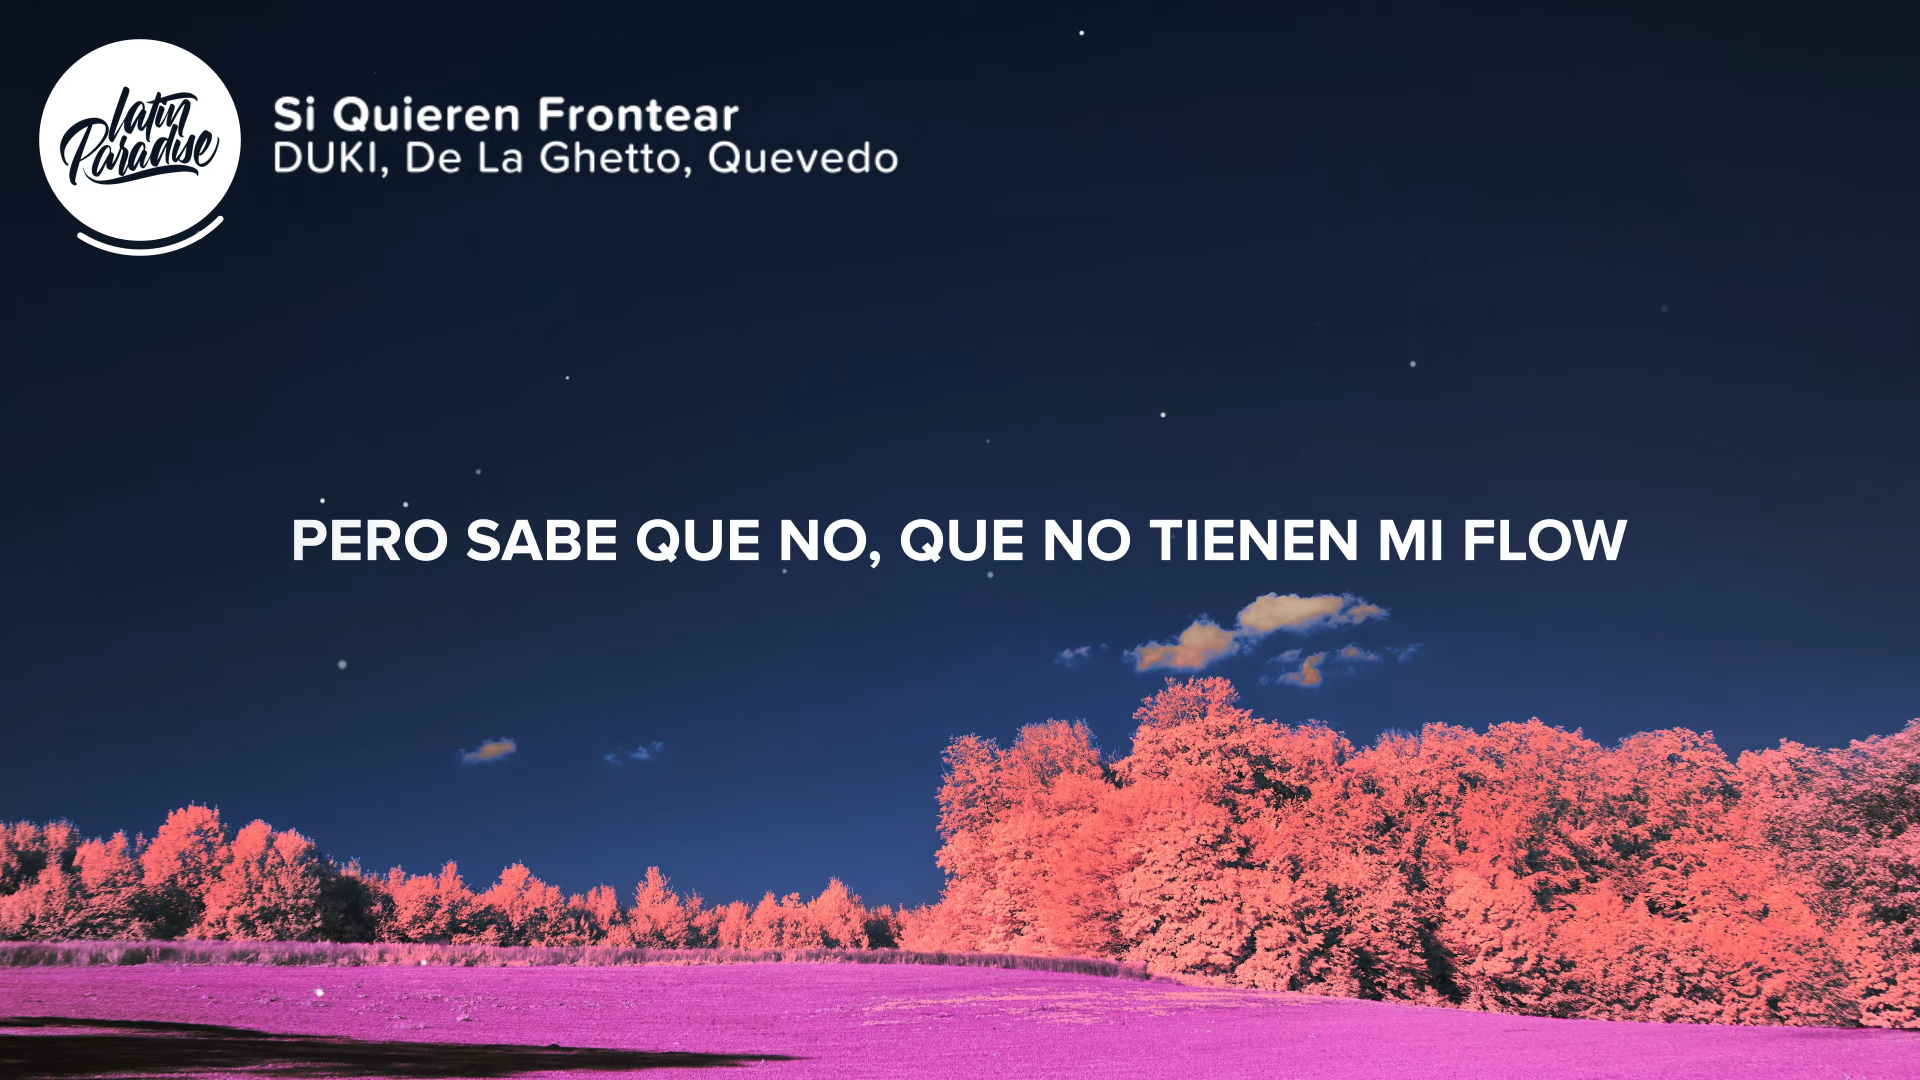 latin
Paradise
Si Quieren Frontear
DUKI, De La Ghetto, Quevedo
PERO SABE QUE NO, QUE NO TIENEN MI FLOW